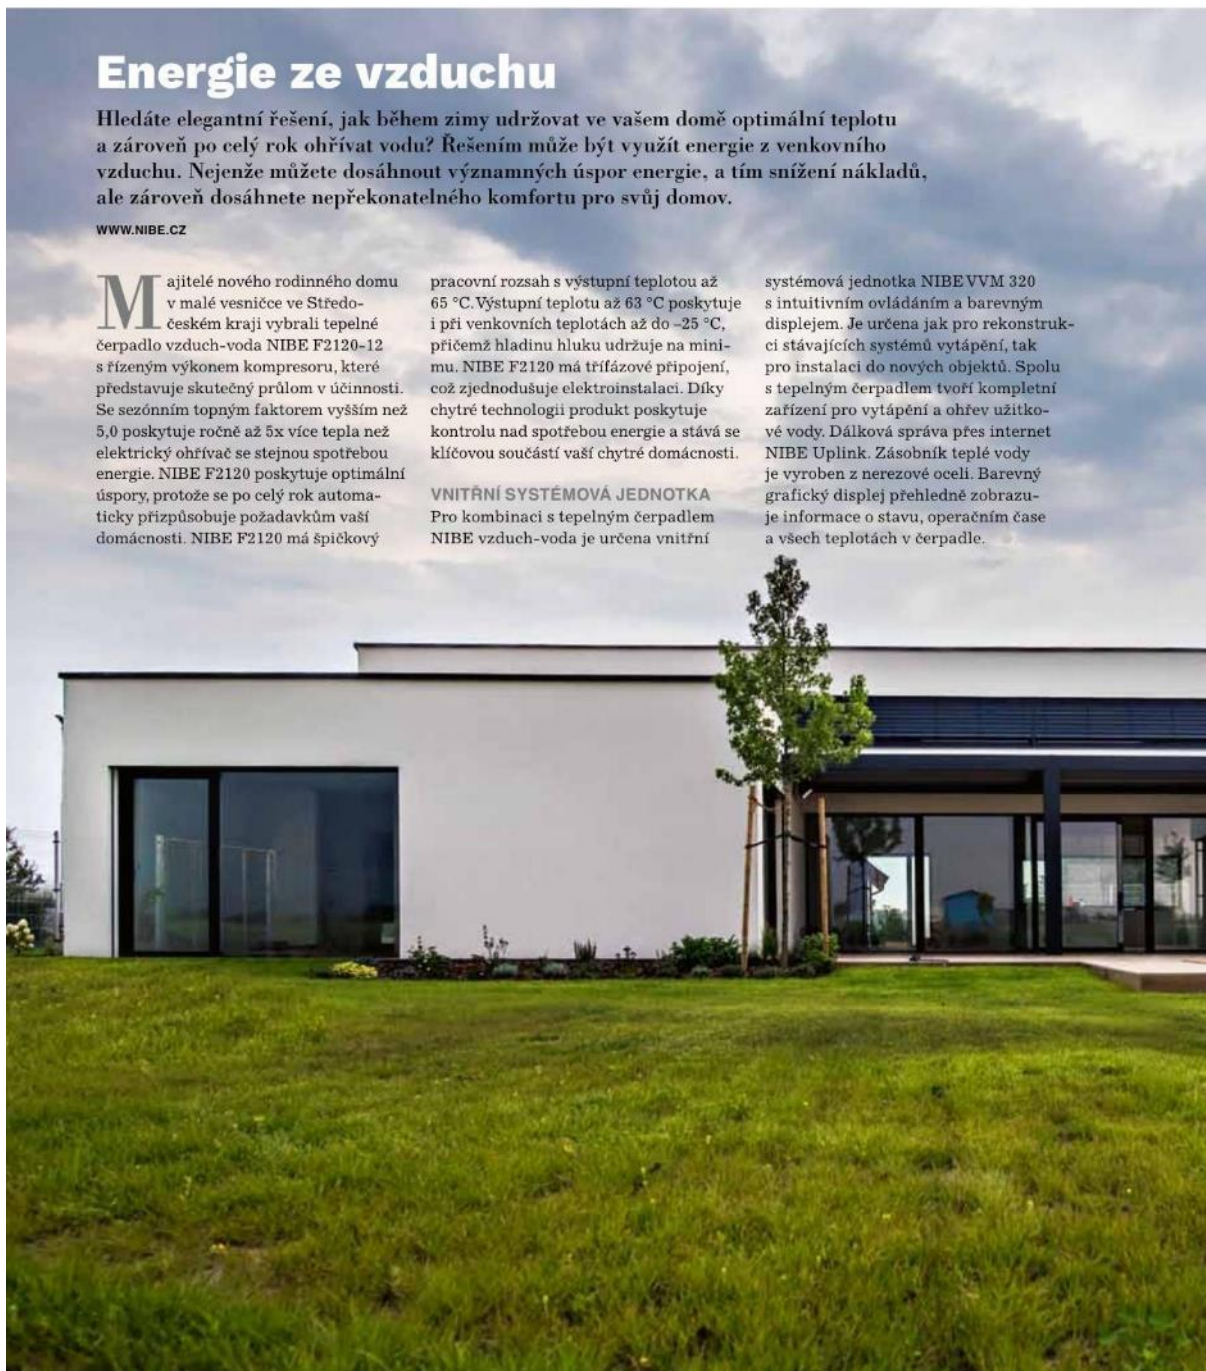 Energie ze vzduchu
Hledáte elegantní řešení, jak během zimy udržovat ve vašem domě optimální teplotu
a zároveň po celý rok ohřívat vodu? Řešením může být využít energie z venkovního
vzduchu. Nejenže můžete dosáhnout významných úspor energie, a tím snížení nákladů,
ale zároveň dosáhnete nepřekonatelného komfortu pro svůj domov.
WWW.NIBE.CZ
Majitelé nového rodinného domu
v malé vesničce ve Středo-
českém kraji vybrali tepelné
čerpadlo vzduch-voda NIBE F2120-12
s řízeným výkonem kompresoru, které
představuje skutečný průlom v účinnosti.
Se sezónním topným faktorem vyšším než
5,0 poskytuje ročně až 5x více tepla než
elektrický ohřívač se stejnou spotřebou
energie. NIBE F2120 poskytuje optimální
úspory, protože se po celý rok automa-
ticky přizpůsobuje požadavkům vaší
domácnosti. NIBE F2120 má špičkový
pracovní rozsah s výstupní teplotou až
65 °C. Výstupní teplotu až 63 °C poskytuje
i při venkovních teplotách až do –25 °C,
přičemž hladinu hluku udržuje na mini-
mu. NIBE F2120 má třífázové připojení,
což zjednodušuje elektroinstalaci. Díky
chytré technologii produkt poskytuje
kontrolu nad spotřebou energie a stává se
klíčovou součástí vaší chytré domácnosti.
VNITŘNÍ SYSTÉMOVÁ JEDNOTKA
Pro kombinaci s tepelným čerpadlem
NIBE vzduch-voda je určena vnitřní
systémová jednotka NIBE VVM 320
s intuitivním ovládáním a barevným
displejem. Je určena jak pro rekonstruk-
ci stávajících systémů vytápění, tak
pro instalaci do nových objektů. Spolu
s tepelným čerpadlem tvoří kompletní
zařízení pro vytápění a ohřev užitko-
vé vody. Dálková správa přes internet
NIBE Uplink. Zásobník teplé vody
je vyroben z nerezové oceli. Barevný
grafický displej přehledně zobrazu-
je informace o stavu, operačním čase
a všech teplotách v čerpadle.